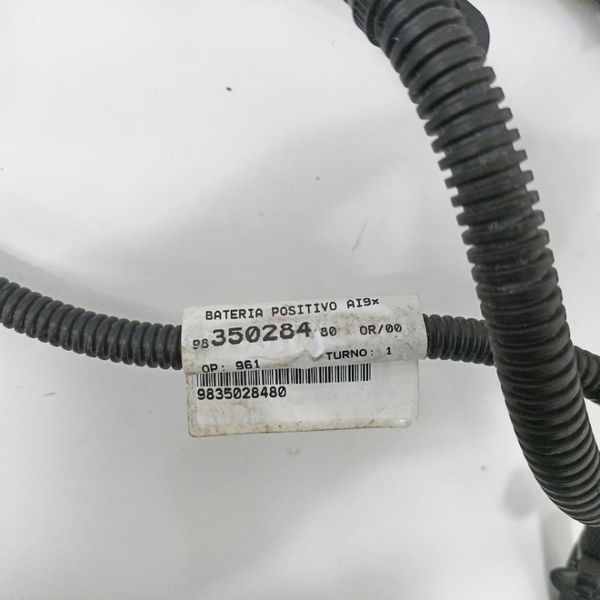 BATERIA POSITIVO AI9x
98 350284 80 OR/00
OP: 961 TURNO: 1
9835028480